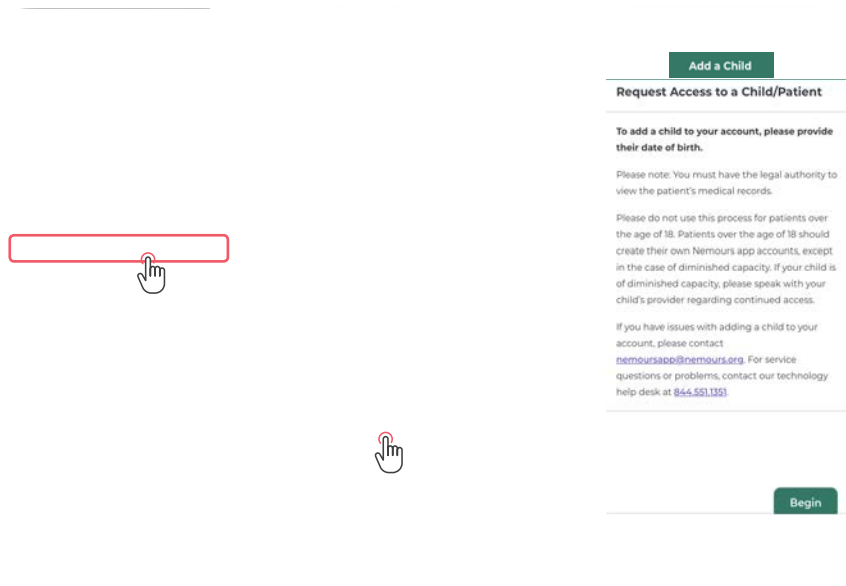 Add a Child
Request Access to a Child/Patient
To add a child to your account, please provide
their date of birth.
Please note: You must have the legal authority to
view the patient's medical records.
Please do not use this process for patients over
the age of 18. Patients over the age of 18 should
create their own Nemours app accounts, except
in the case of diminished capacity. If your child is
of diminished capacity, please speak with your
child's provider regarding continued access.
If you have issues with adding a child to your
account, please contact
nemoursapp@nemours.org. For service
questions or problems, contact our technology
help desk at 844.551.1351.
Begin